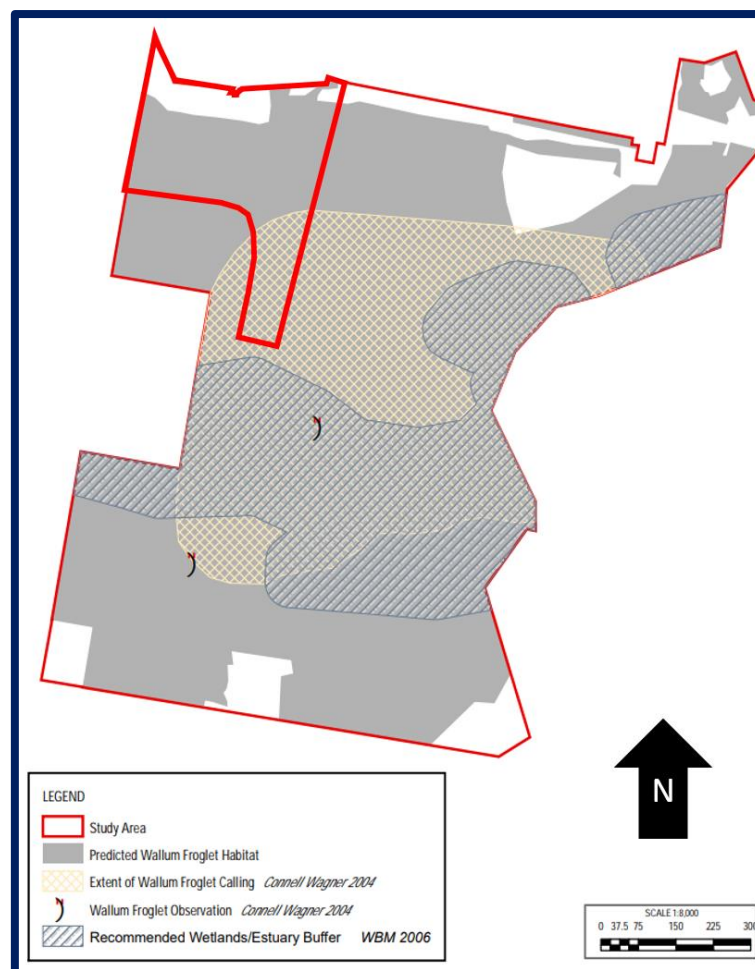 N
LEGEND
Study Area
Predicted Wallum Froglet Habitat
Extent of Wallum Froglet Calling Connell Wagner 2004
Wallum Froglet Observation Connell Wagner 2004
Recommended Wetlands/Estuary Buffer WBM 2006
SCALE 1:8,000
0 37.5 75 150 225 300